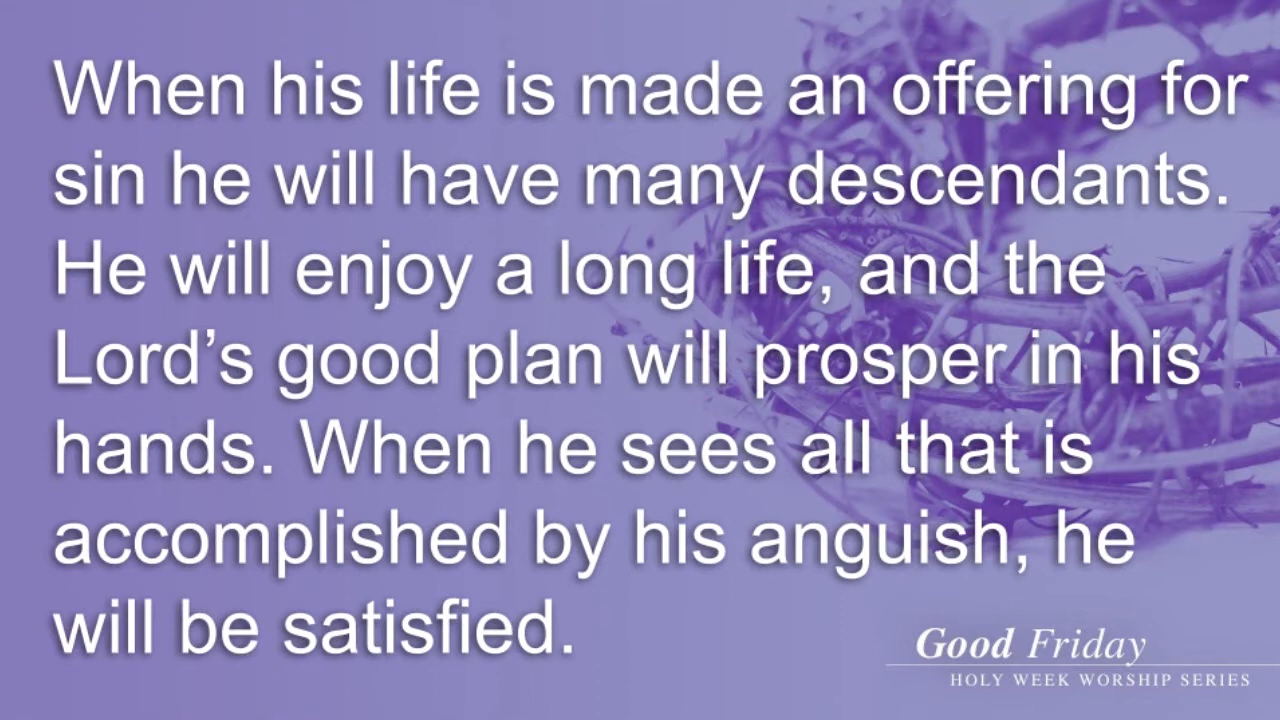 When his life is made an offering for
sin he will have many descendants.
He will enjoy a long life, and the
Lord’s good plan will prosper in his
hands. When he sees all that is
accomplished by his anguish, he
will be satisfied.
Good Friday
HOLY WEEK WORSHIP SERIES